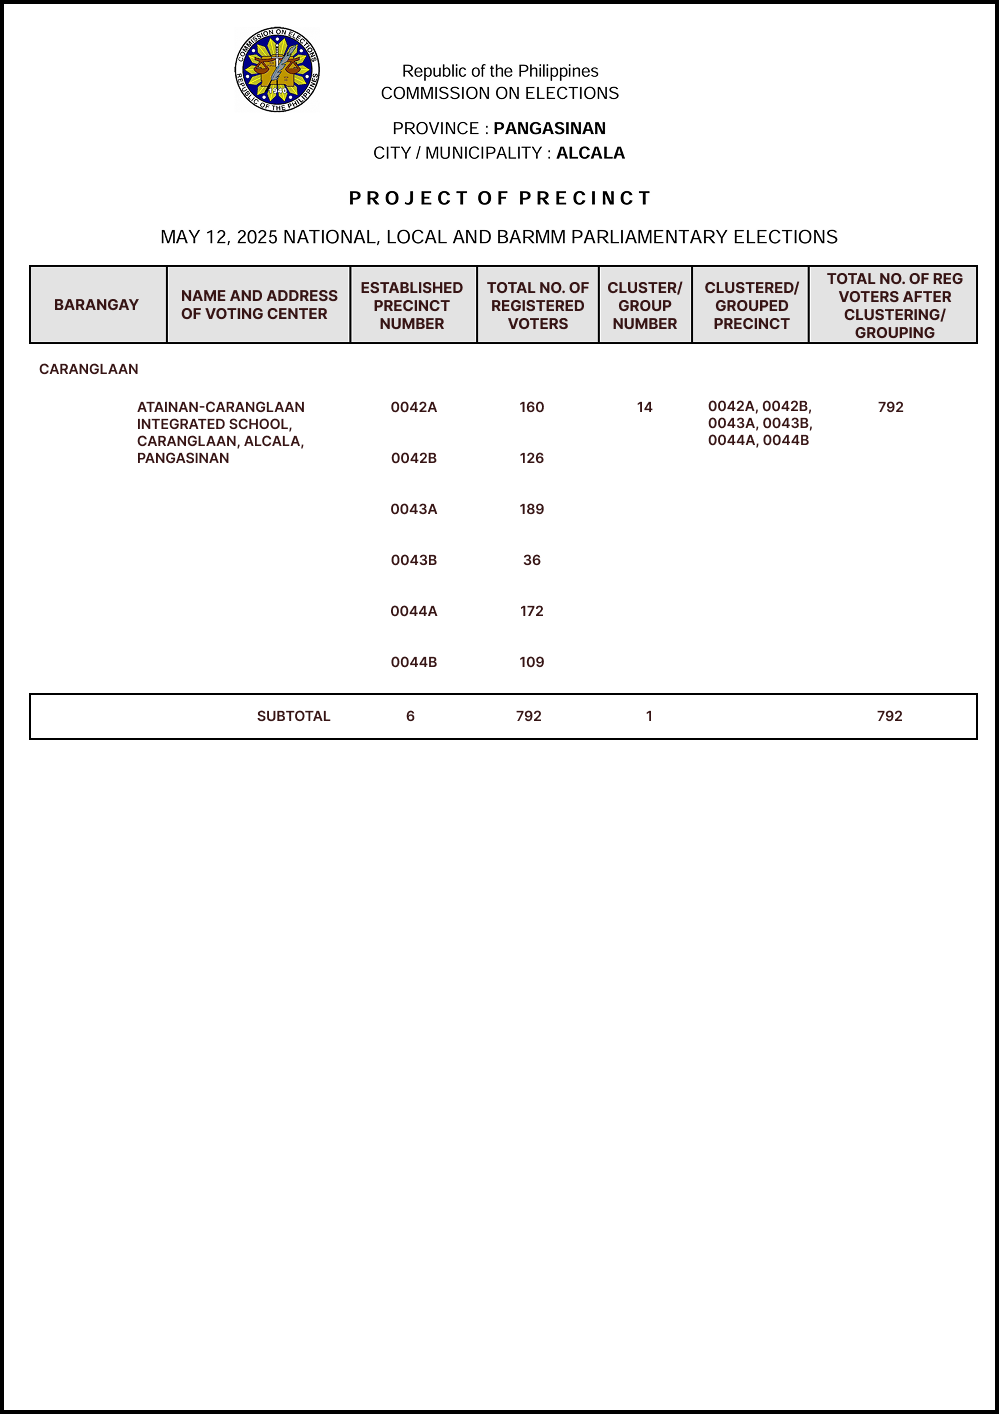 COMMISSION ON ELECTIONS
1940
REPUBLIC OF THE PHILIPPINES
Republic of the Philippines
COMMISSION ON ELECTIONS
PROVINCE : PANGASINAN
CITY / MUNICIPALITY : ALCALA
PROJECT OF PRECINCT
MAY 12, 2025 NATIONAL, LOCAL AND BARMM PARLIAMENTARY ELECTIONS
BARANGAY
NAME AND ADDRESS
OF VOTING CENTER
ESTABLISHED
PRECINCT
NUMBER
TOTAL NO. OF
REGISTERED
VOTERS
CLUSTER/
GROUP
NUMBER
CLUSTERED/
GROUPED
PRECINCT
TOTAL NO. OF REG
VOTERS AFTER
CLUSTERING/
GROUPING
CARANGLAAN
ATAINAN-CARANGLAAN
INTEGRATED SCHOOL,
CARANGLAAN, ALCALA,
PANGASINAN
0042A 160 14
0042A, 0042B,
0043A, 0043B,
0044A, 0044B
792
0042B 126
0043A 189
0043B 36
0044A 172
0044B 109
SUBTOTAL 6 792 1 792